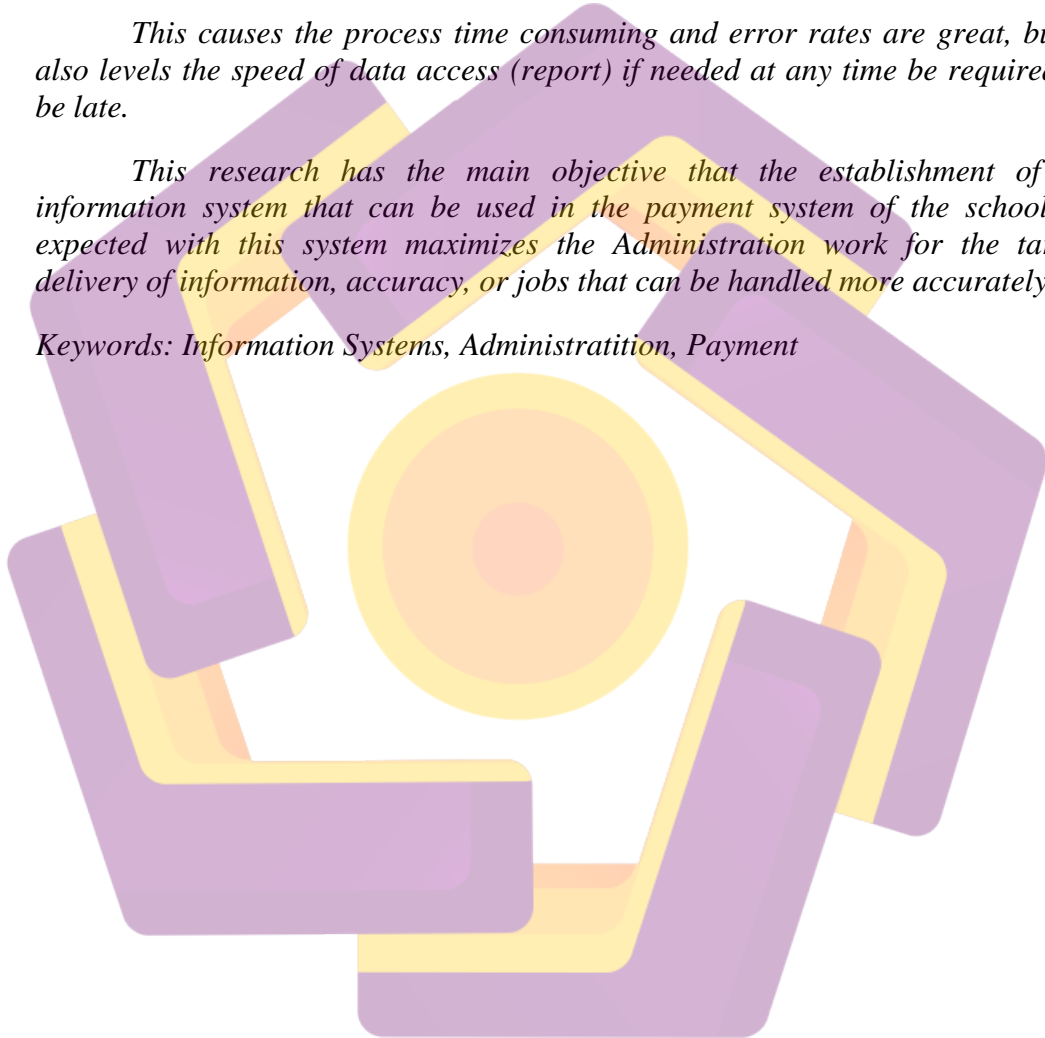 This causes the process time consuming and error rates are great, bu
also levels the speed of data access (report) if needed at any time be require
be late.
This research has the main objective that the establishment of
information system that can be used in the payment system of the school
expected with this system maximizes the Administration work for the ta
delivery of information, accuracy, or jobs that can be handled more accurately
Keywords: Information Systems, Administratition, Payment